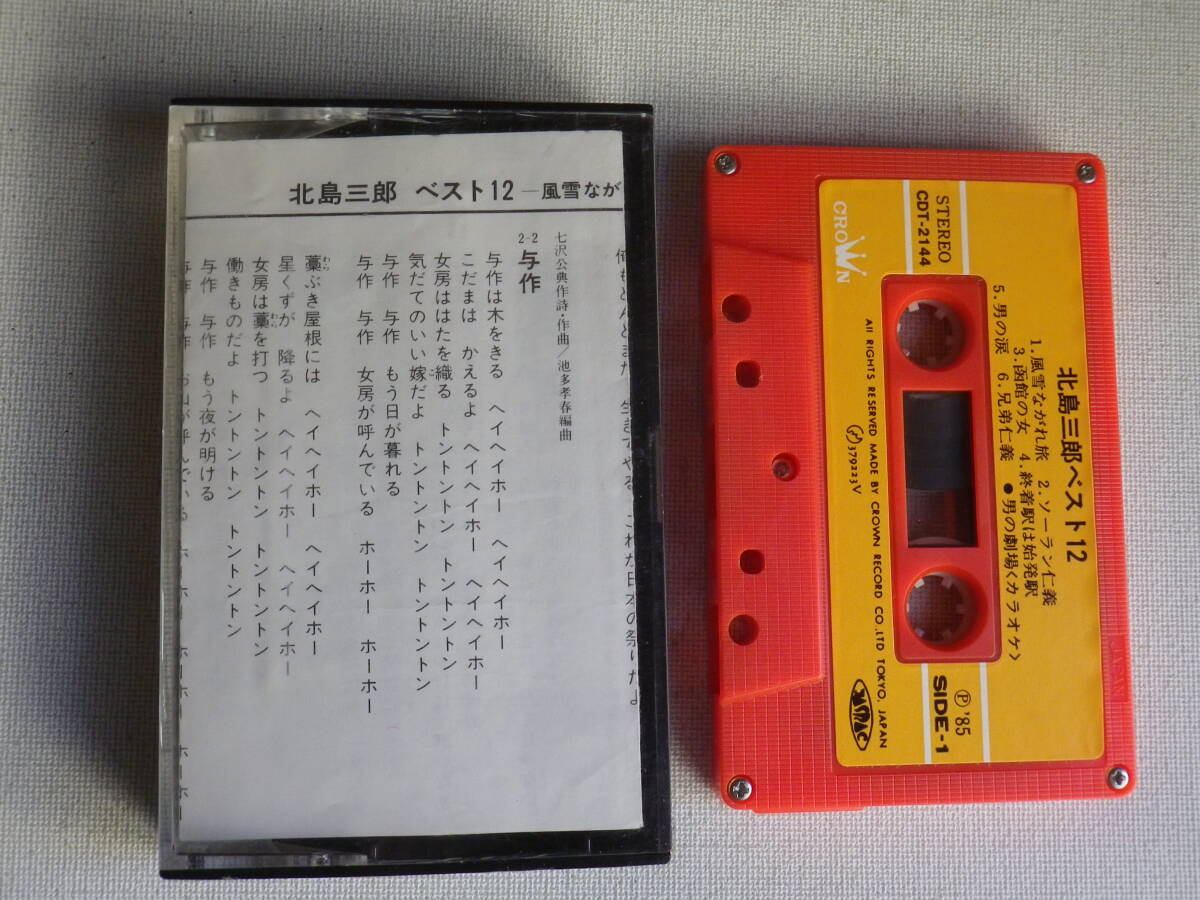 北島三郎 ベスト12―風雪なが
2-2
与作
七沢公典作詩・作曲/池多孝春編曲
与作は木をきる ヘイヘイホー ヘイヘイホー
こだまは かえるよ ヘイヘイホー ヘイヘイホー
女房ははたを織る トントントン トントントン
気だてのいい嫁だよ トントントン トントントン
与作 与作 もう日が暮れる
与作 与作 女房が呼んでいる ホーホー ホーホー
藁ぶき屋根には ヘイヘイホー ヘイヘイホー
星くずが 降るよ ヘイヘイホー ヘイヘイホー
女房は藁を打つ トントントン トントントン
働きものだよ トントントン トントントン
与作 与作 もう夜が明ける
STEREO
CDT-2144
CROWN
北島三郎ベスト12
1.風雪ながれ旅 2.ソーラン仁義
3.函館の女 4.終着駅は始発駅
5.男の涙 6.兄弟仁義 ●男の劇場〈カラオケ〉
All RIGHTS RESERVED MADE BY CROWN RECORD CO.,LTD TOKYO, JAPAN
Ⓟ '85
SIDE-1
379223V
JASRAC
JAPAN